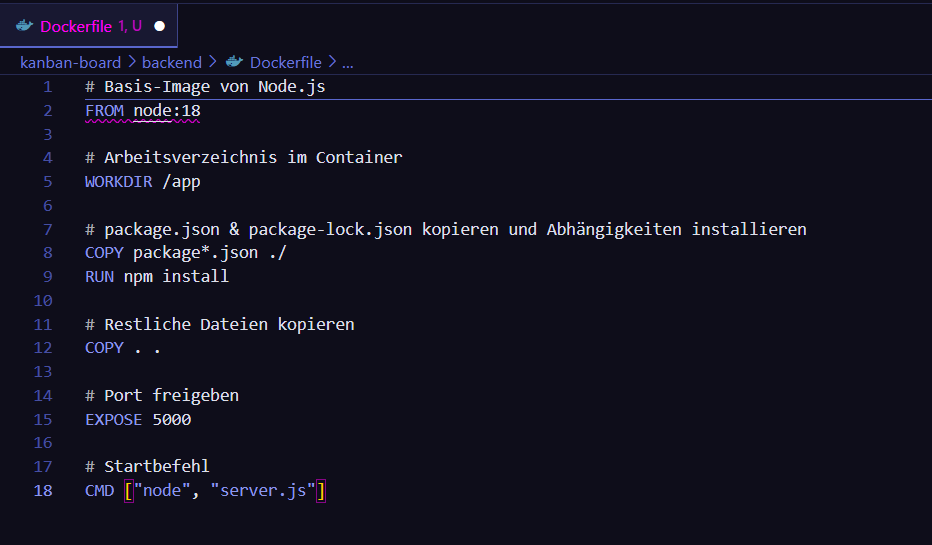 Dockerfile 1, U
kanban-board > backend > Dockerfile > ...
1 # Basis-Image von Node.js
2 FROM node:18
3
4 # Arbeitsverzeichnis im Container
5 WORKDIR /app
6
7 # package.json & package-lock.json kopieren und Abhängigkeiten installieren
8 COPY package*.json ./
9 RUN npm install
10
11 # Restliche Dateien kopieren
12 COPY . .
13
14 # Port freigeben
15 EXPOSE 5000
16
17 # Startbefehl
18 CMD ["node", "server.js"]